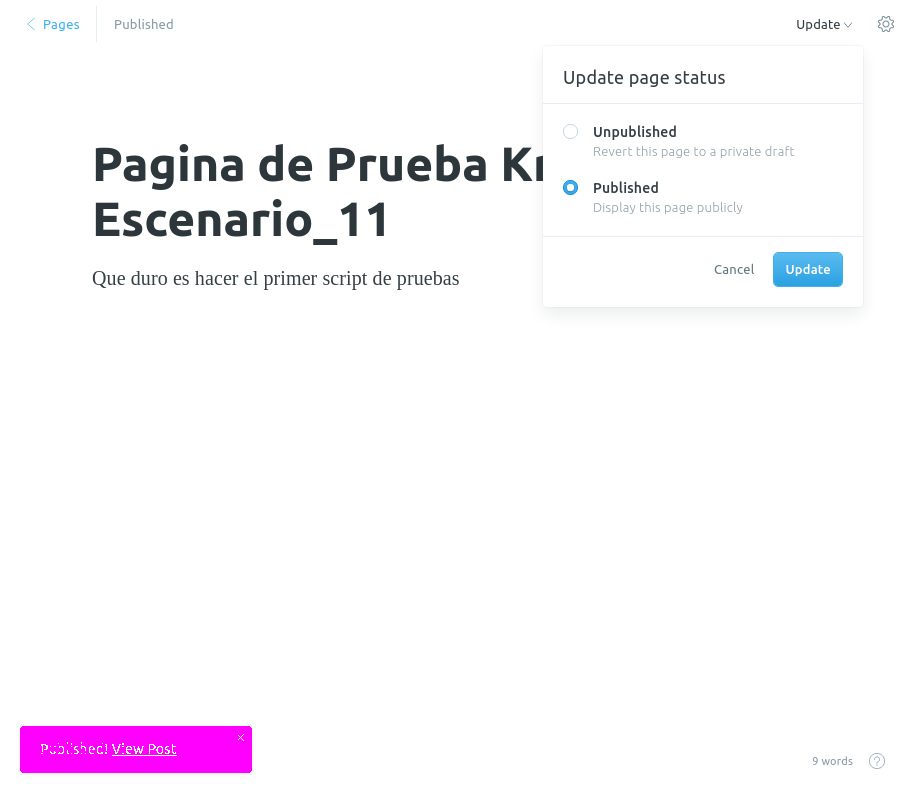 Pages
Published
Update
Update page status
Unpublished
Revert this page to a private draft
Published
Display this page publicly
Cancel
Update
Pagina de Prueba
Escenario_11
Que duro es hacer el primer script de pruebas
Published! View Post
9 words